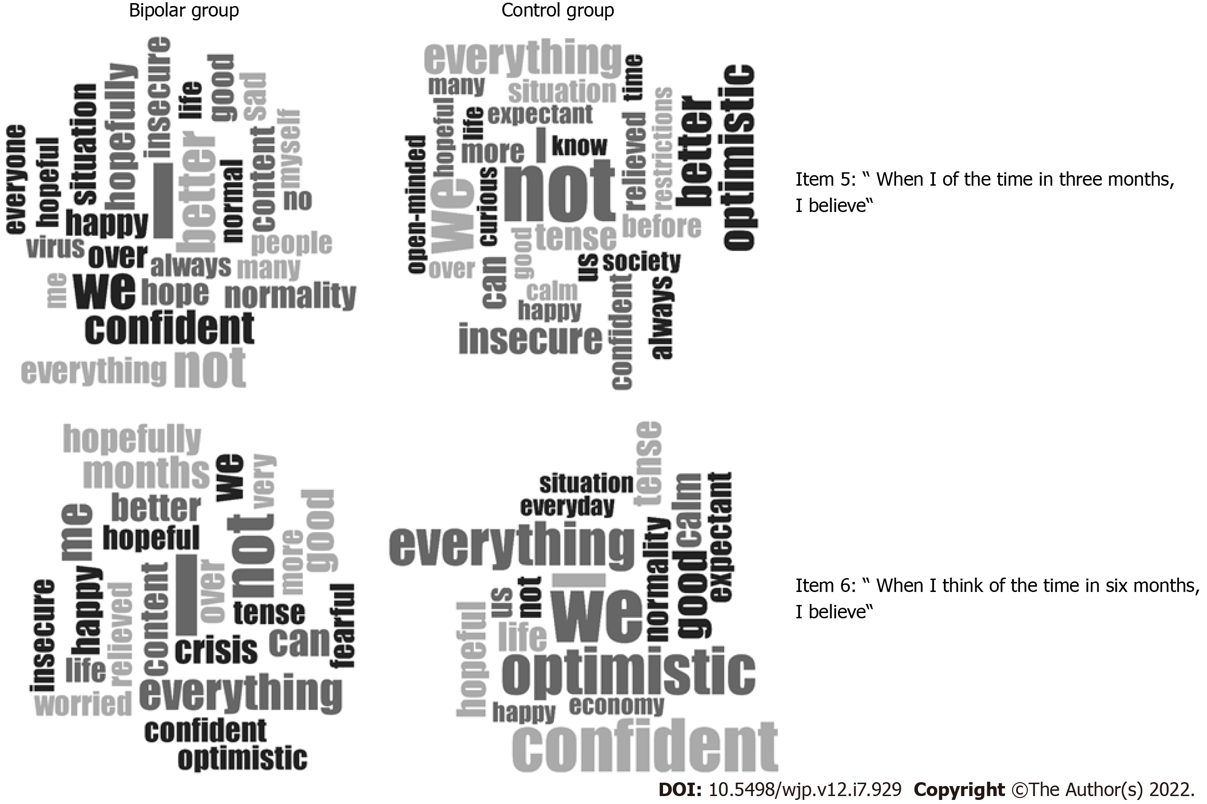 Bipolar group
Control group
everyone
hopeful
situation
hopefully
insecure
life
good
sad
happy
I
better
normal
content
myself
no
virus
over
always
people
many
me
we
hope
normality
confident
everything
not
everything
many
situation
time
hopeful
life
expectant
more
I
know
relieved
restrictions
better
optimistic
open-minded
we
curious
not
tense
before
over
good
can
us
society
calm
happy
insecure
confident
always
Item 5: “ When I of the time in three months,
I believe“
hopefully
months
we
very
better
me
hopeful
not
more
good
insecure
happy
relieved
content
I
over
tense
can
fearful
life
crisis
worried
everything
confident
optimistic
tense
situation
everyday
calm
expectant
everything
normality
good
I
us
not
we
hopeful
life
optimistic
happy
economy
confident
Item 6: “ When I think of the time in six months,
I believe“
DOI: 10.5498/wjp.v12.i7.929 Copyright ©The Author(s) 2022.